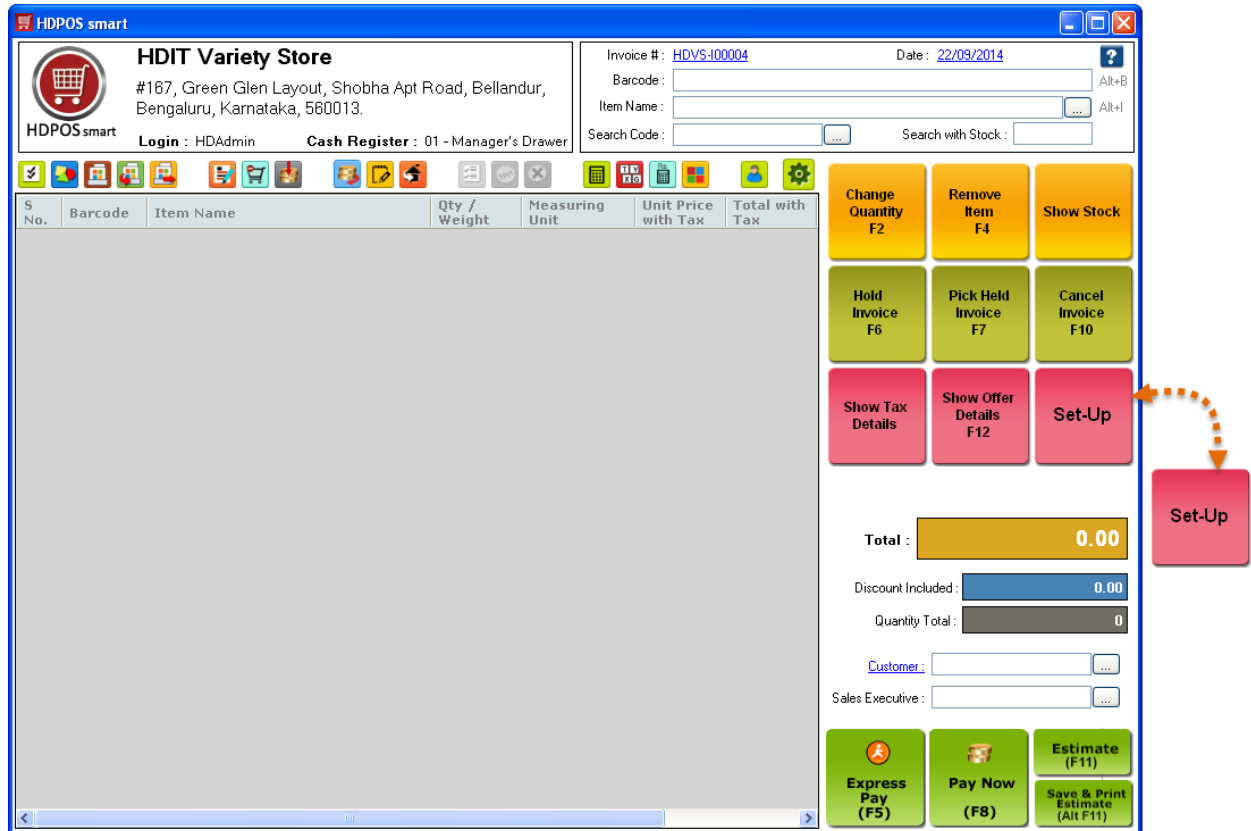 HDPOS smart
HDIT Variety Store
#167, Green Glen Layout, Shobha Apt Road, Bellandur,
Bengaluru, Karnataka, 560013.
HDPOS smart
Login : HDAdmin Cash Register : 01 - Manager's Drawer
Invoice # : HDVS-I00004 Date : 22/09/2014 ?
Barcode : Alt+B
Item Name : ... Alt+I
Search Code : ... Search with Stock :
S No. Barcode Item Name Qty / Weight Measuring Unit Unit Price with Tax Total with Tax
Change
Quantity
F2
Remove
Item
F4
Show Stock
Hold
Invoice
F6
Pick Held
Invoice
F7
Cancel
Invoice
F10
Show Tax
Details
Show Offer
Details
F12
Set-Up
Set-Up
Total : 0.00
Discount Included : 0.00
Quantity Total : 0
Customer : ...
Sales Executive : ...
Express
Pay
(F5)
Pay Now
(F8)
Estimate
(F11)
Save & Print
Estimate
(Alt F11)